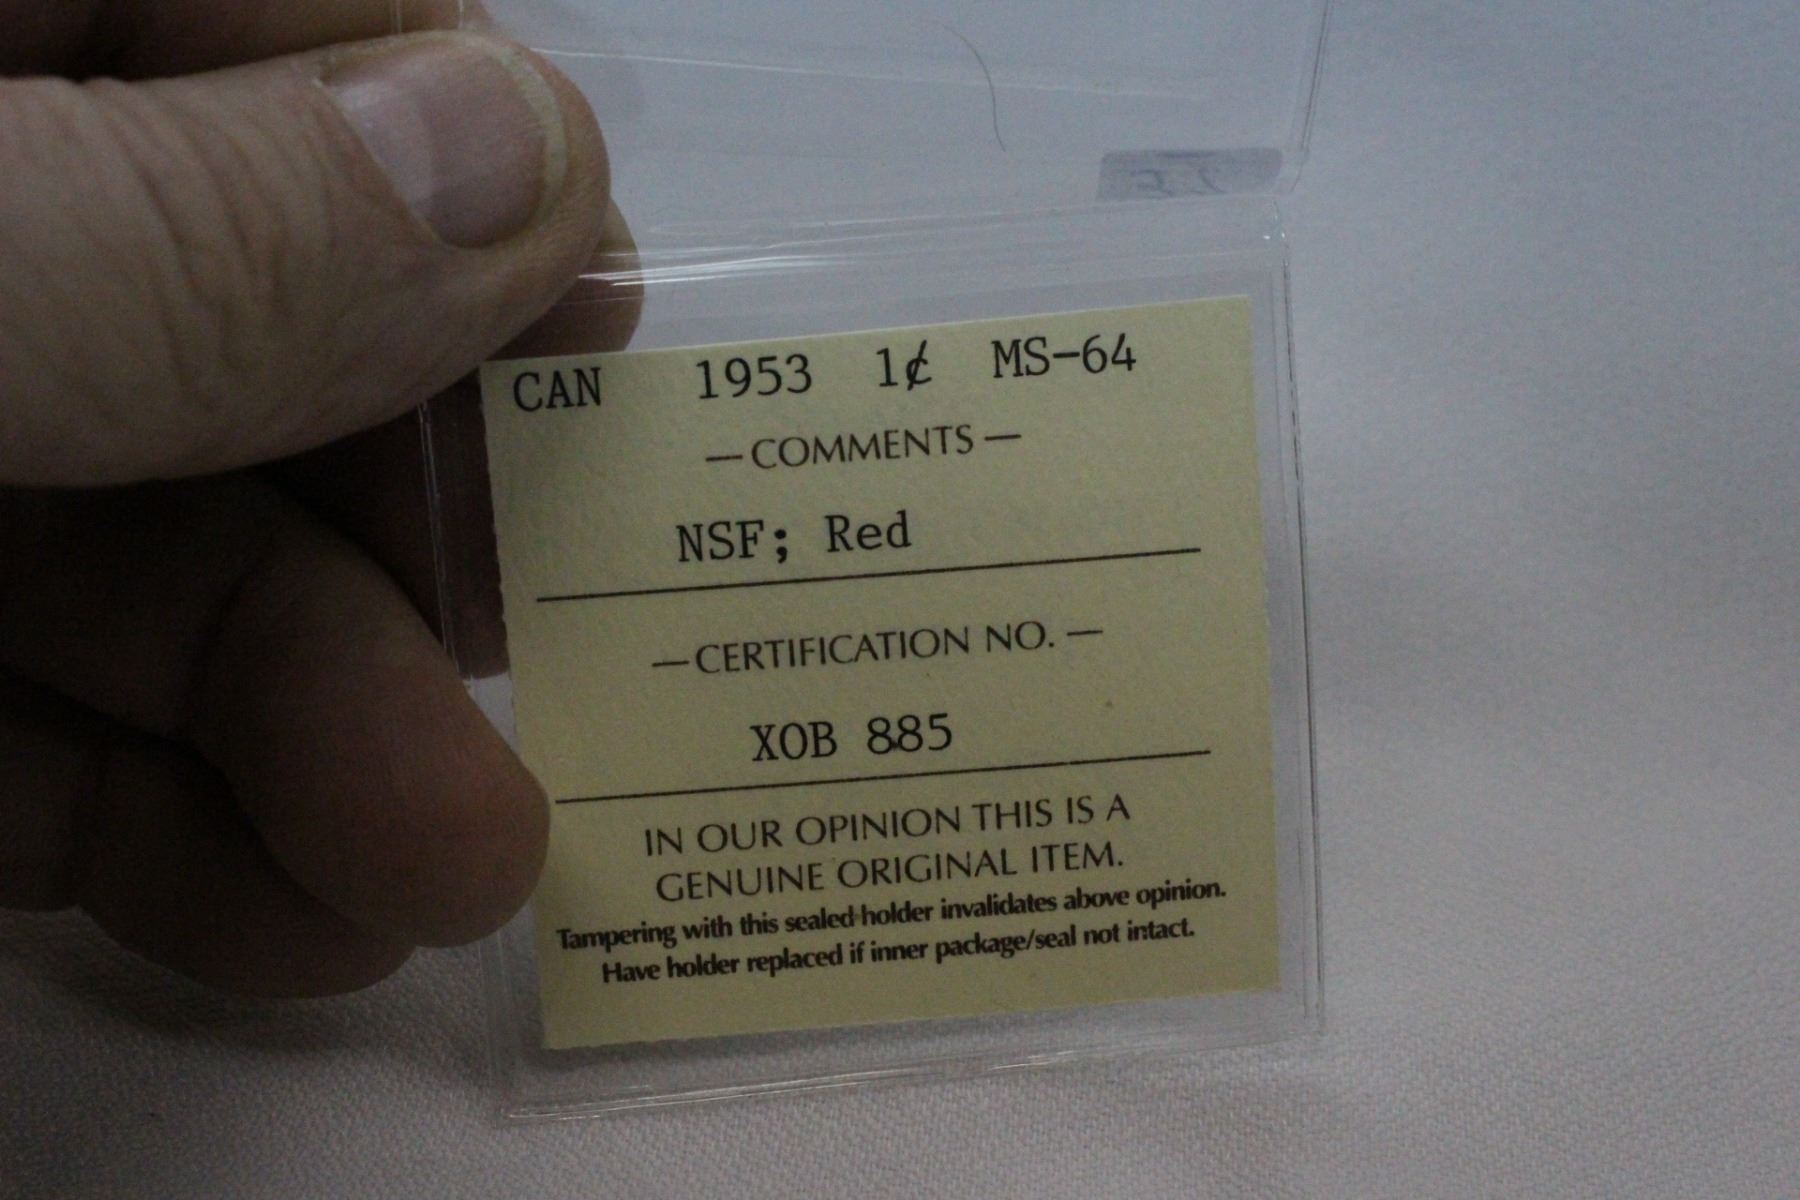 CAN 1953 1¢ MS-64
— COMMENTS —
NSF; Red
— CERTIFICATION NO. —
XOB 885
IN OUR OPINION THIS IS A
GENUINE ORIGINAL ITEM.
Tampering with this sealed holder invalidates above opinion.
Have holder replaced if inner package/seal not intact.